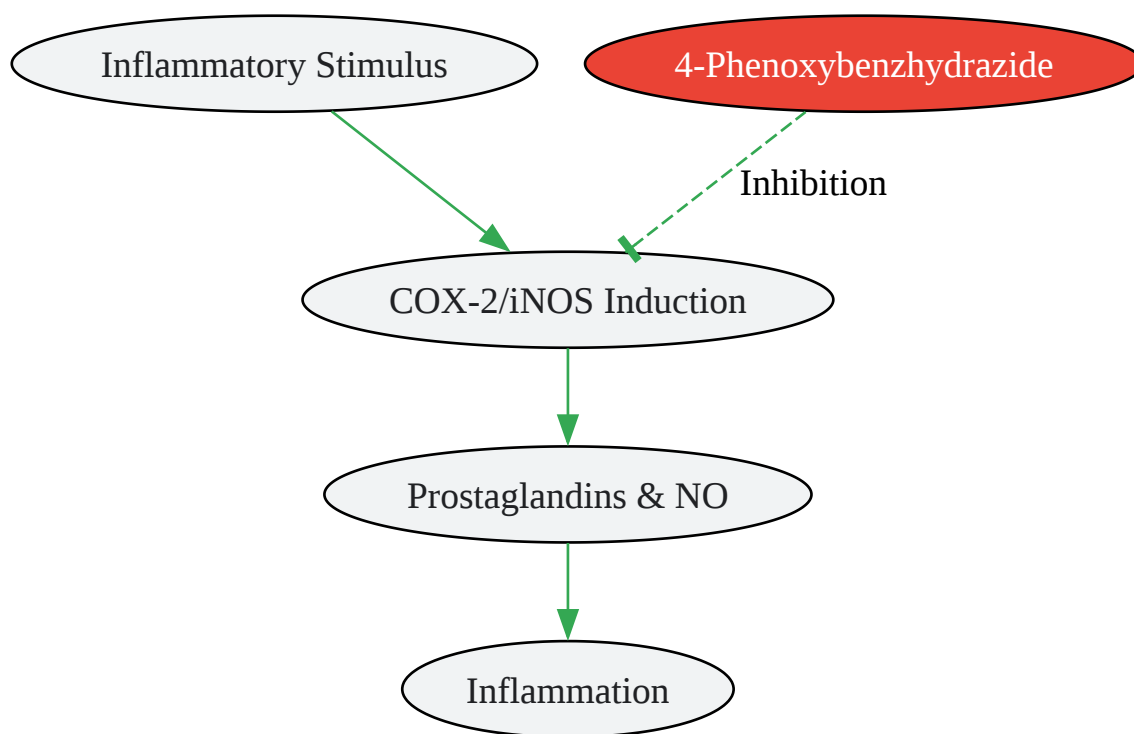 Inflammatory Stimulus
4-Phenoxybenzhydrazide
Inhibition
COX-2/iNOS Induction
Prostaglandins & NO
Inflammation